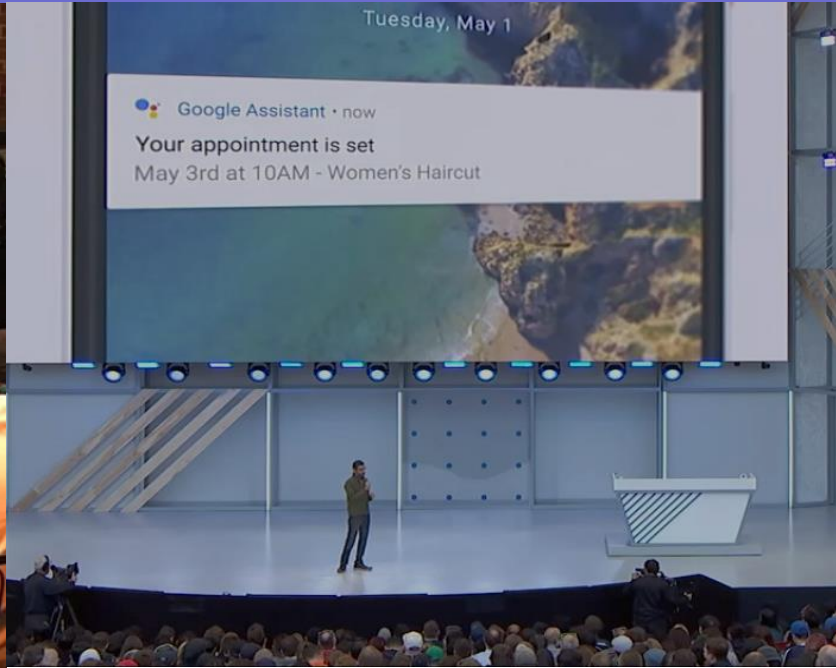 Tuesday, May 1
Google Assistant • now
Your appointment is set
May 3rd at 10AM - Women's Haircut